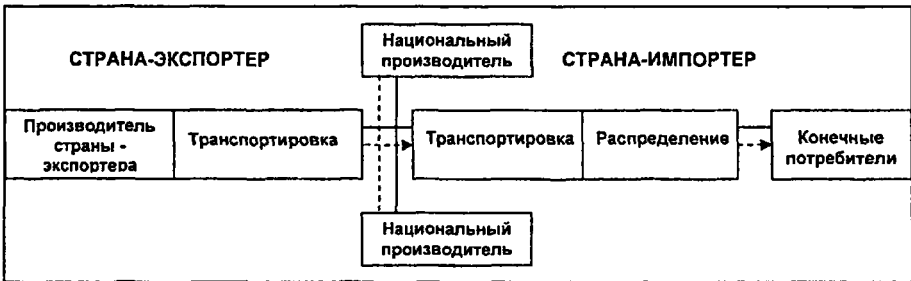 Национальный
производитель
СТРАНА-ЭКСПОРТЕР
СТРАНА-ИМПОРТЕР
Производитель
страны -
экспортера
Транспортировка
Транспортировка
Распределение
Конечные
потребители
Национальный
производитель